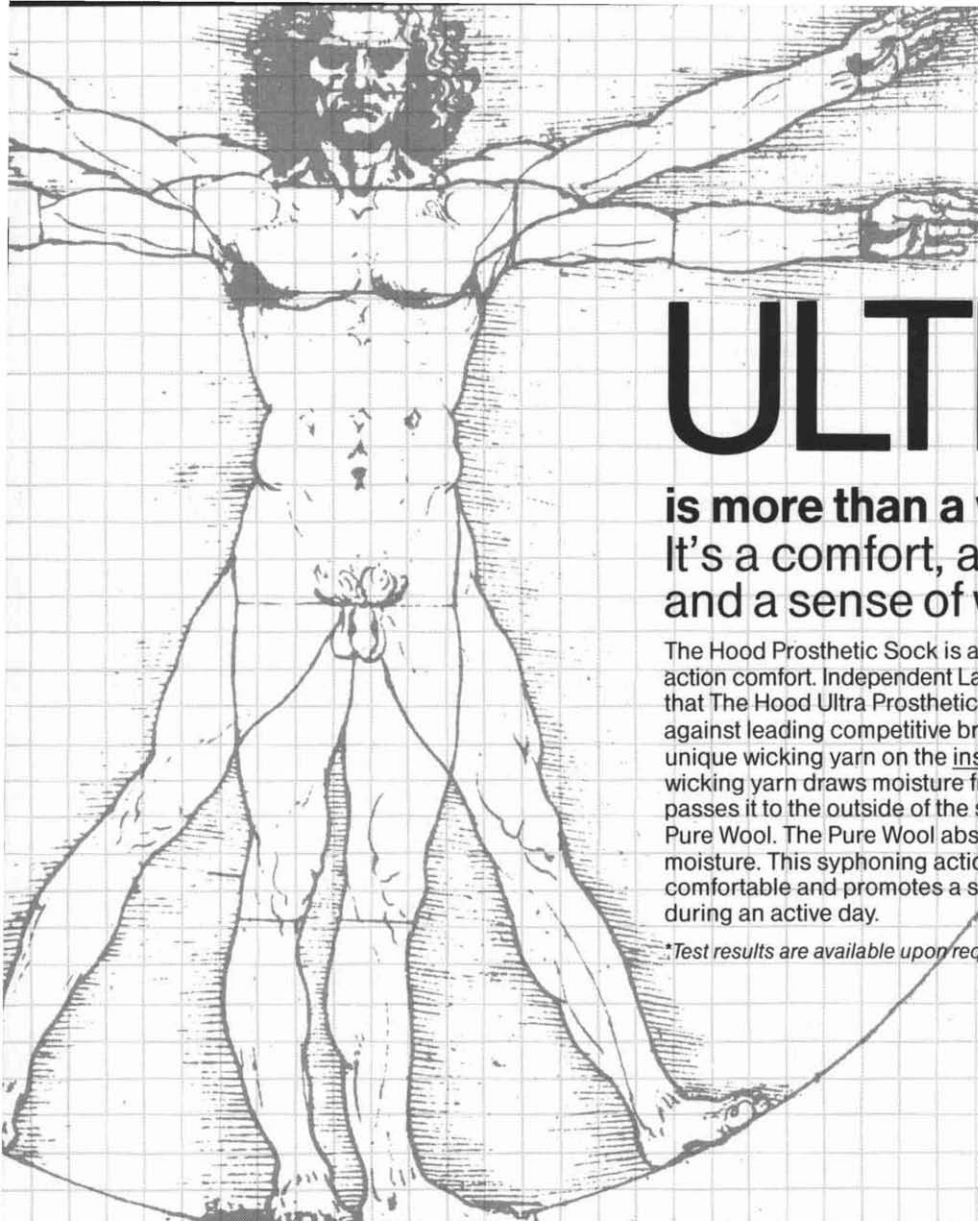 ULT
is more than a
It's a comfort, a
and a sense of
The Hood Prosthetic Sock is a
action comfort. Independent La
that The Hood Ultra Prosthetic
against leading competitive br
unique wicking yarn on the ins
wicking yarn draws moisture f
passes it to the outside of the s
Pure Wool. The Pure Wool abs
moisture. This syphoning actio
comfortable and promotes a s
during an active day.
*Test results are available upon req